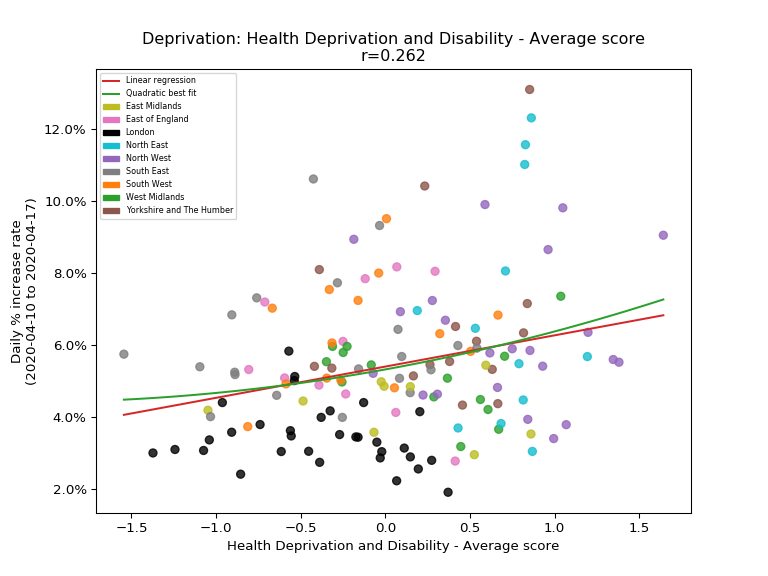 Deprivation: Health Deprivation and Disability - Average score
r=0.262
Linear regression
Quadratic best fit
East Midlands
East of England
London
North East
North West
South East
South West
West Midlands
Yorkshire and The Humber
12.0%
10.0%
8.0%
6.0%
4.0%
2.0%
Daily % increase rate
(2020-04-10 to 2020-04-17)
−1.5 −1.0 −0.5 0.0 0.5 1.0 1.5
Health Deprivation and Disability - Average score